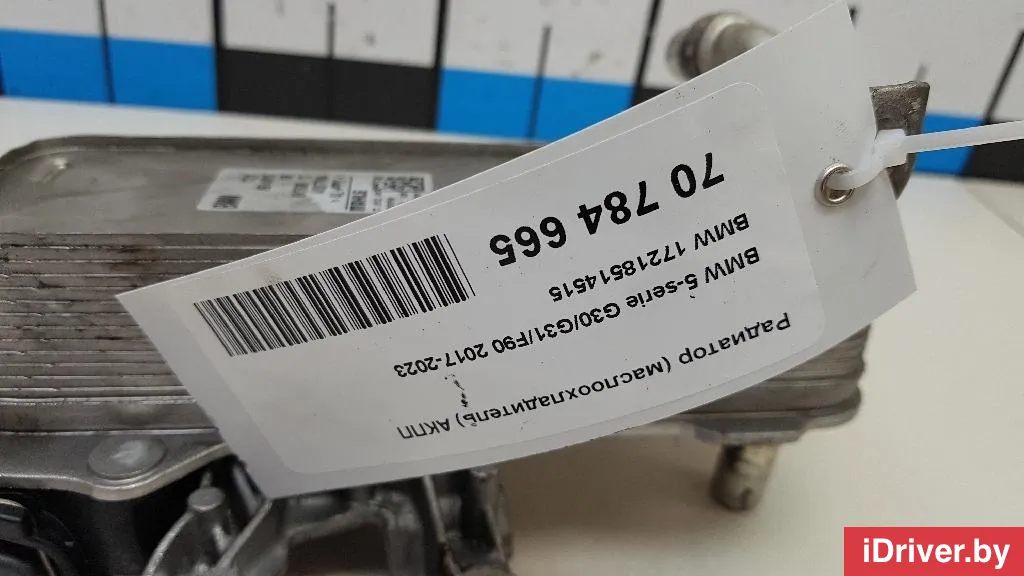 Радиатор (маслоохладитель) АКПП
BMW 5-serie G30/G31/F90 2017-2023
BMW 17218514515
70 784 665
iDriver.by